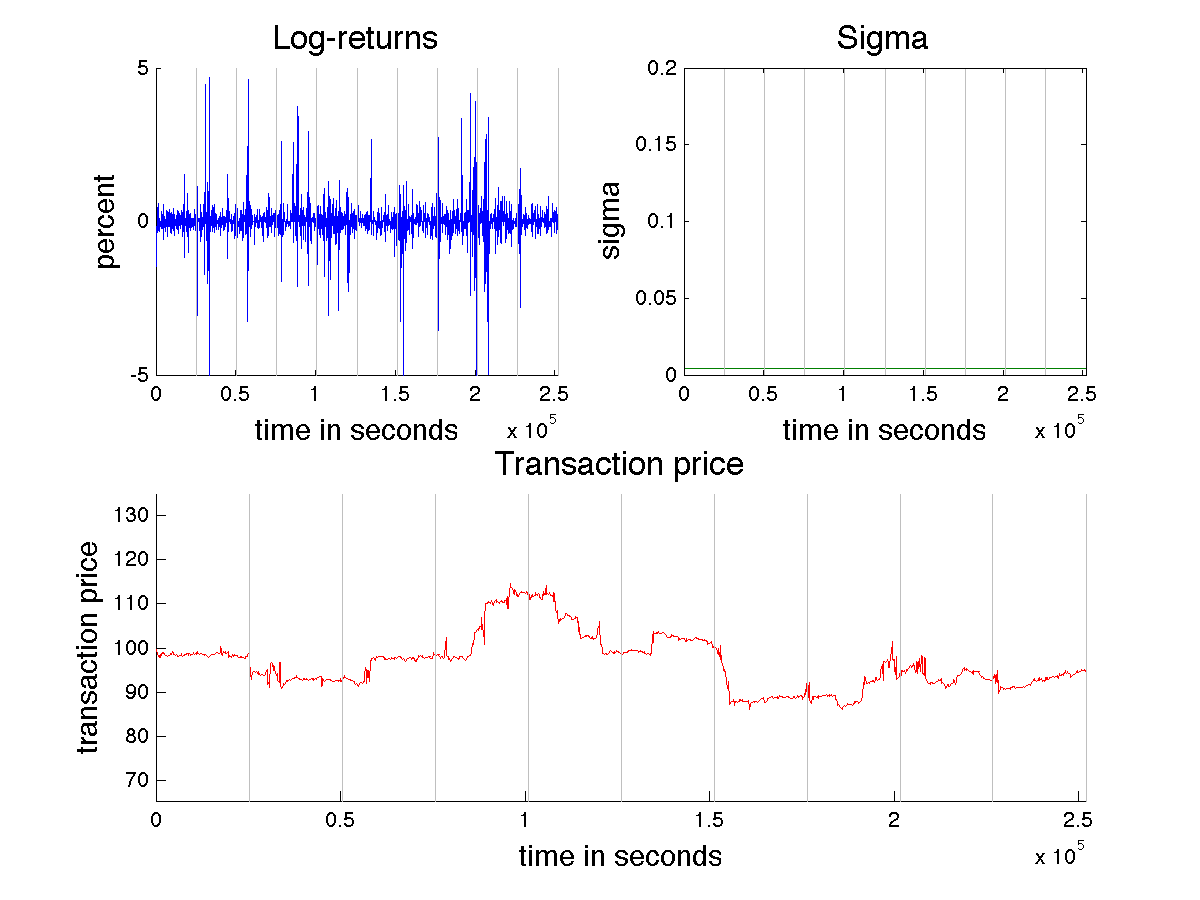 Log-returns
5
0
-5
percent
0 0.5 1 1.5 2 2.5
time in seconds x 10^5
Sigma
0.2
0.15
0.1
0.05
0
sigma
0 0.5 1 1.5 2 2.5
time in seconds x 10^5
Transaction price
130
120
110
100
90
80
70
transaction price
0 0.5 1 1.5 2 2.5
time in seconds x 10^5